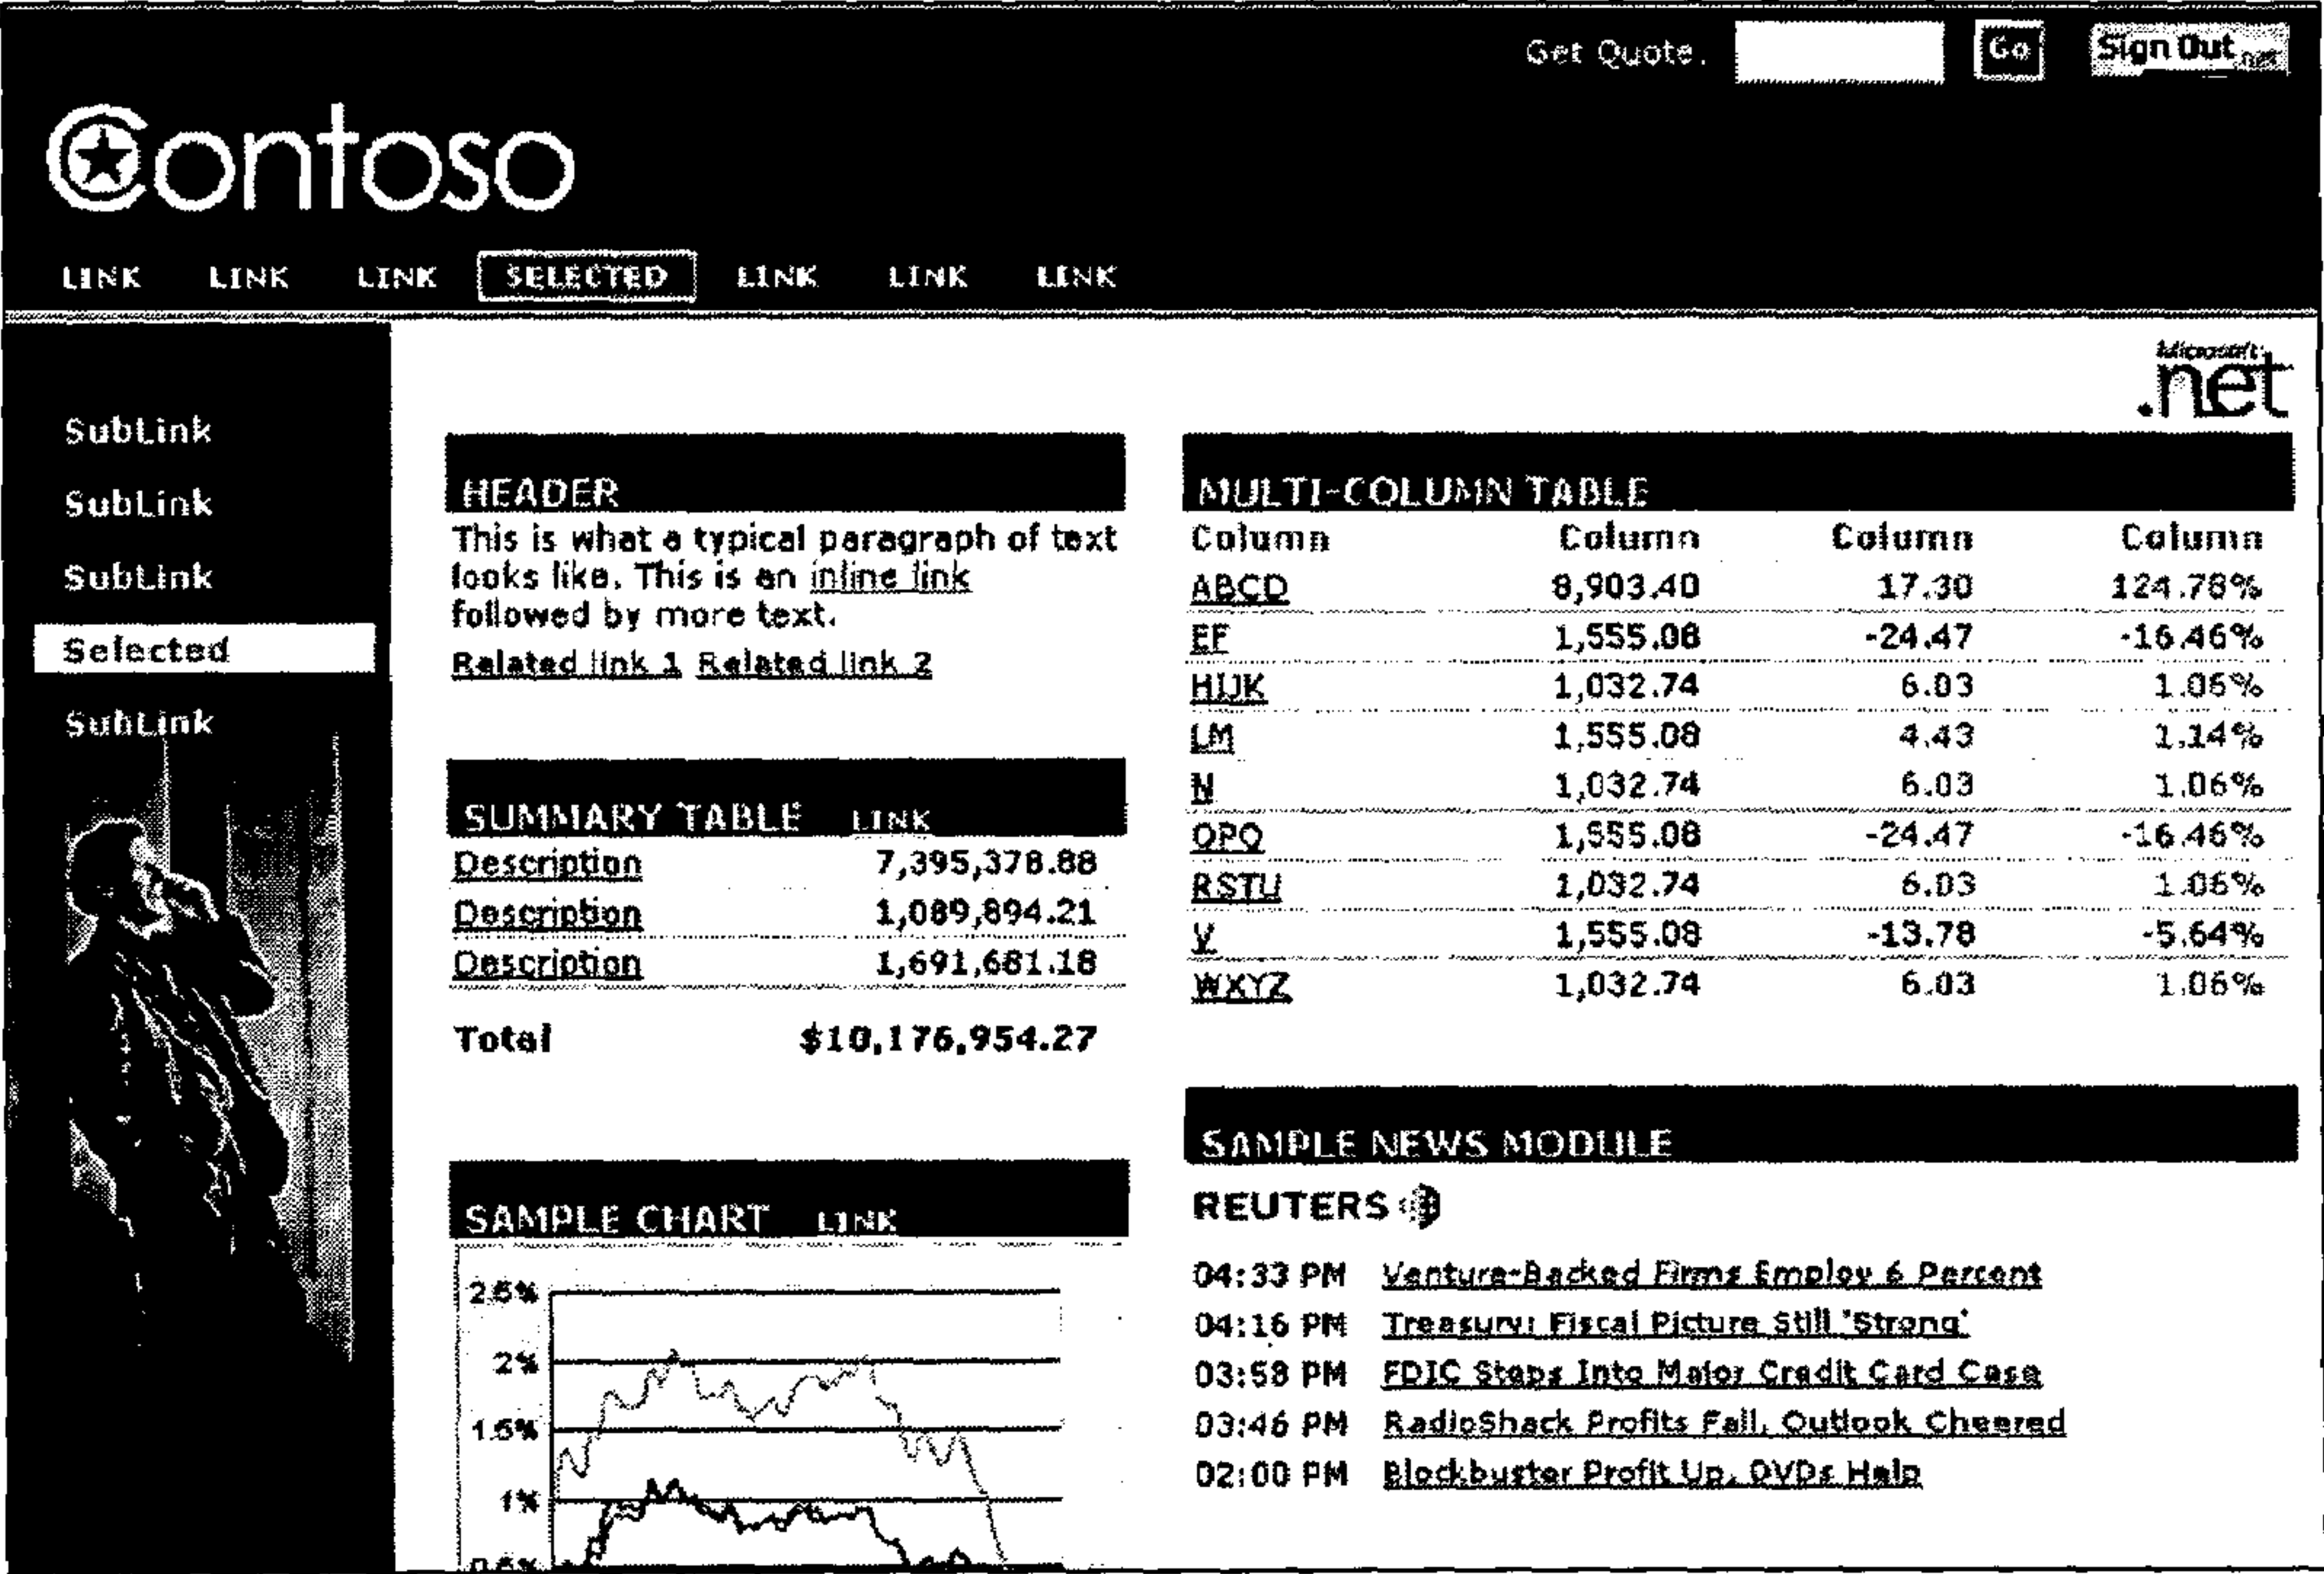 Get Quote. Go Sign Out
Contoso
LINK LINK LINK SELECTED LINK LINK LINK
Microsoft
.net
SubLink
SubLink
SubLink
Selected
SubLink
HEADER
This is what a typical paragraph of text
looks like. This is an inline link
followed by more text.
Related link 1 Related link 2
SUMMARY TABLE LINK
Description 7,395,378.88
Description 1,089,894.21
Description 1,691,681.18
Total $10,176,954.27
SAMPLE CHART LINK
2.5%
2%
1.5%
1%
0.5%
MULTI-COLUMN TABLE
Column Column Column Column
ABCD 8,903.40 17.30 124.78%
EF 1,555.08 -24.47 -16.46%
HIJK 1,032.74 6.03 1.06%
LM 1,555.08 4.43 1.14%
N 1,032.74 6.03 1.06%
OPQ 1,555.08 -24.47 -16.46%
RSTU 1,032.74 6.03 1.06%
V 1,555.08 -13.78 -5.64%
WXYZ 1,032.74 6.03 1.06%
SAMPLE NEWS MODULE
REUTERS
04:33 PM Venture-Backed Firms Employ 6 Percent
04:16 PM Treasury: Fiscal Picture Still 'Strong'
03:58 PM FDIC Steps Into Major Credit Card Case
03:46 PM RadioShack Profits Fall, Outlook Cheered
02:00 PM Blockbuster Profit Up, DVDs Help